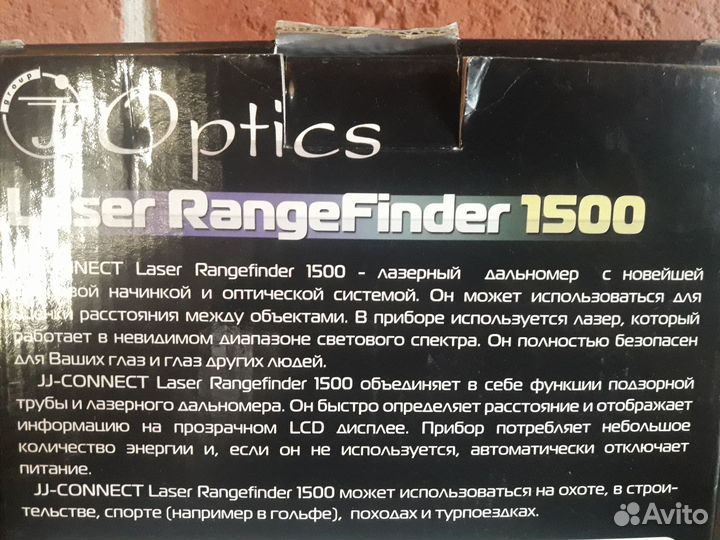 group
JJ Optics
Laser RangeFinder 1500
JJ-CONNECT Laser Rangefinder 1500 - лазерный дальномер с новейшей
начинкой и оптической системой. Он может использоваться для
оценки расстояния между объектами. В приборе используется лазер, который
работает в невидимом диапазоне светового спектра. Он полностью безопасен
для Ваших глаз и глаз других людей.
JJ-CONNECT Laser Rangefinder 1500 объединяет в себе функции подзорной
трубы и лазерного дальномера. Он быстро определяет расстояние и отображает
информацию на прозрачном LCD дисплее. Прибор потребляет небольшое
количество энергии и, если он не используется, автоматически отключает
питание.
JJ-CONNECT Laser Rangefinder 1500 может использоваться на охоте, в строи-
тельстве, спорте (например в гольфе), походах и турпоездках.
Avito